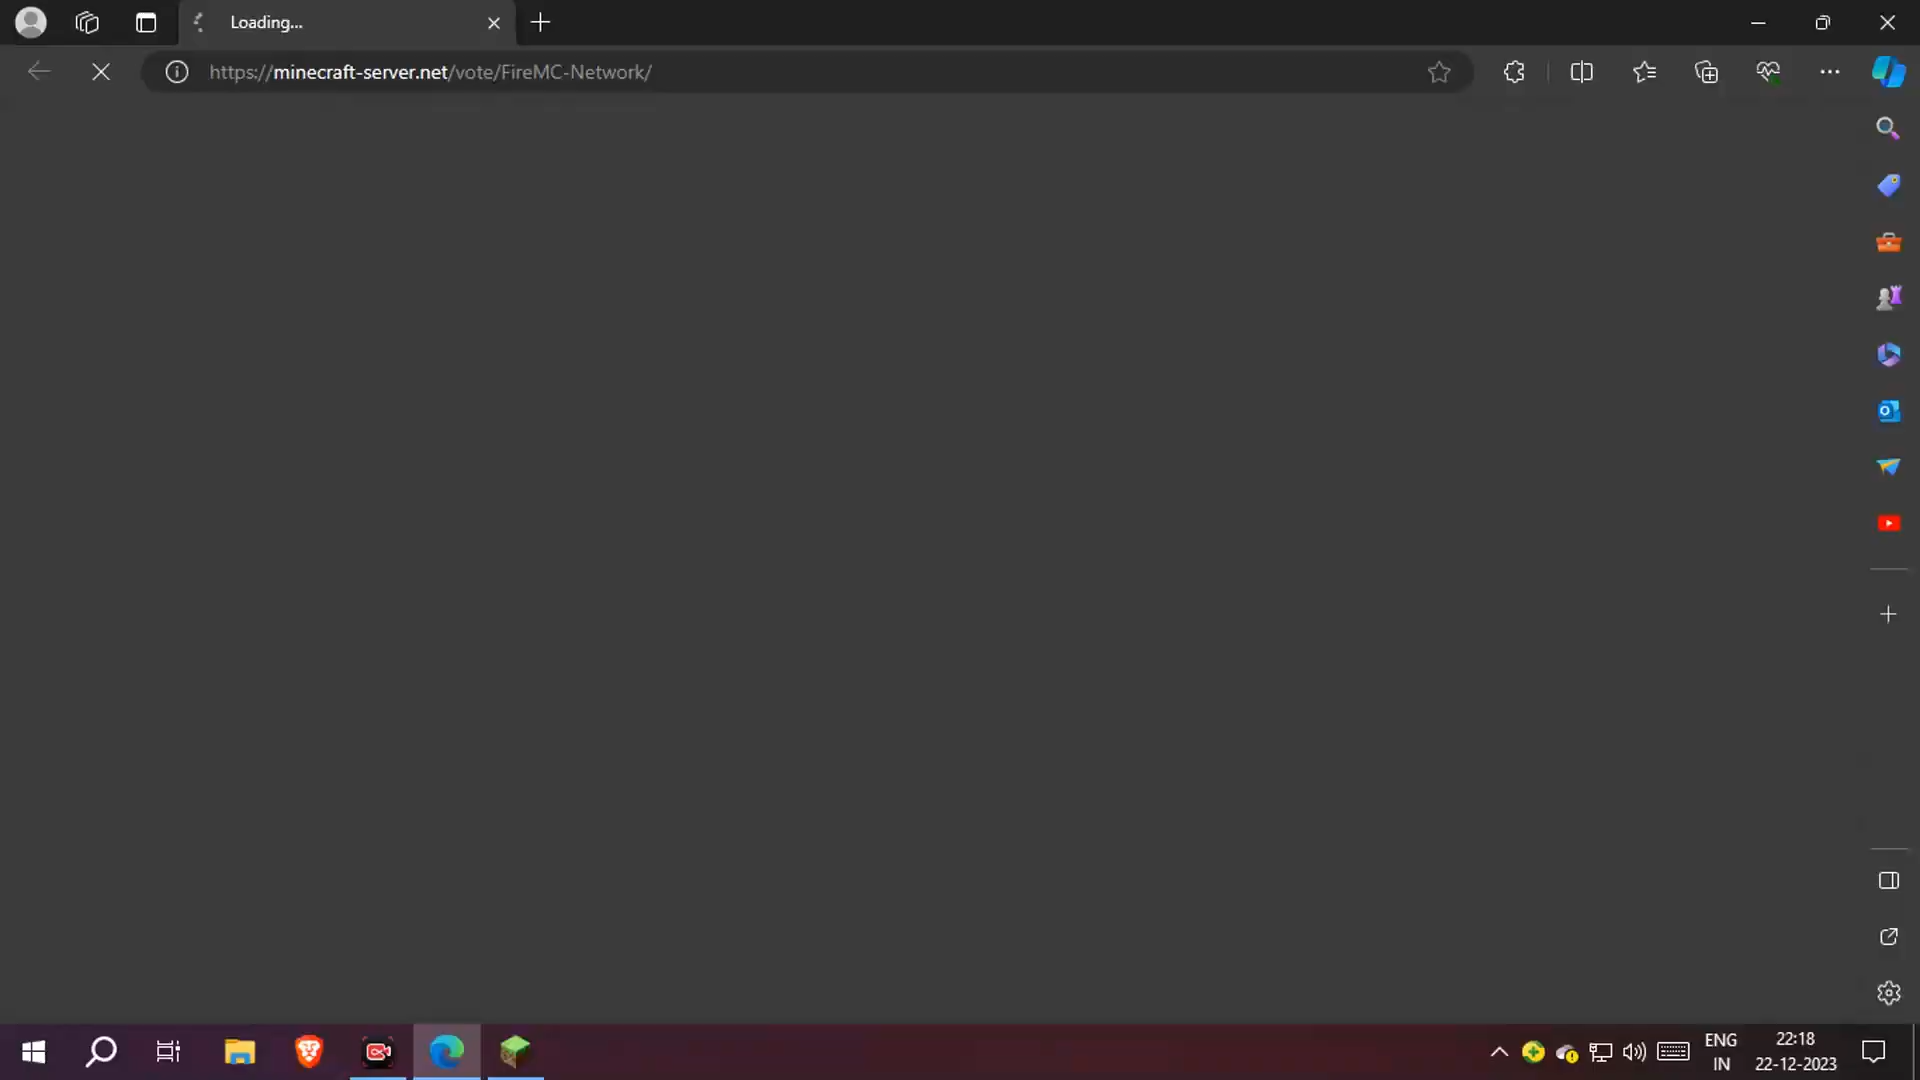 Loading...
https://minecraft-server.net/vote/FireMC-Network/
ENG
IN
22:18
22-12-2023